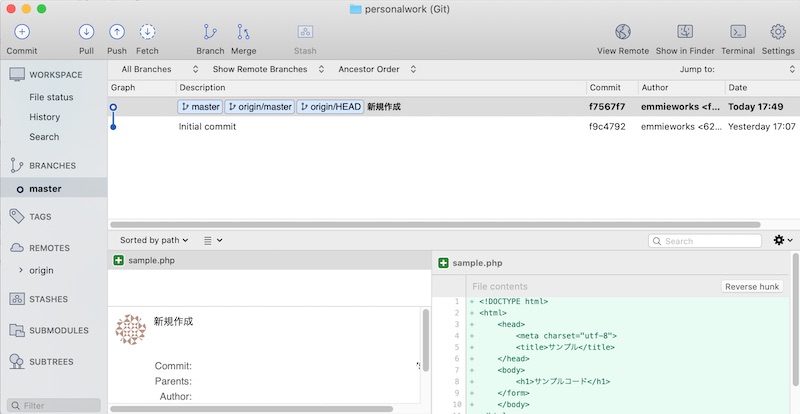 personalwork (Git)
Commit Pull Push Fetch Branch Merge Stash View Remote Show in Finder Terminal Settings
WORKSPACE
File status
History
Search
BRANCHES
master
TAGS
REMOTES
origin
STASHES
SUBMODULES
SUBTREES
Filter
All Branches Show Remote Branches Ancestor Order Jump to:
Graph Description Commit Author Date
master origin/master origin/HEAD 新規作成 f7567f7 emmieworks <f... Today 17:49
Initial commit f9c4792 emmieworks <62... Yesterday 17:07
Sorted by path Search
sample.php
新規作成
Commit:
Parents:
Author:
sample.php
File contents Reverse hunk
1 + <!DOCTYPE html>
2 + <html>
3 + <head>
4 + <meta charset="utf-8">
5 + <title>サンプル</title>
6 + </head>
7 + <body>
8 + <h1>サンプルコード</h1>
9 + </form>
10 + </body>